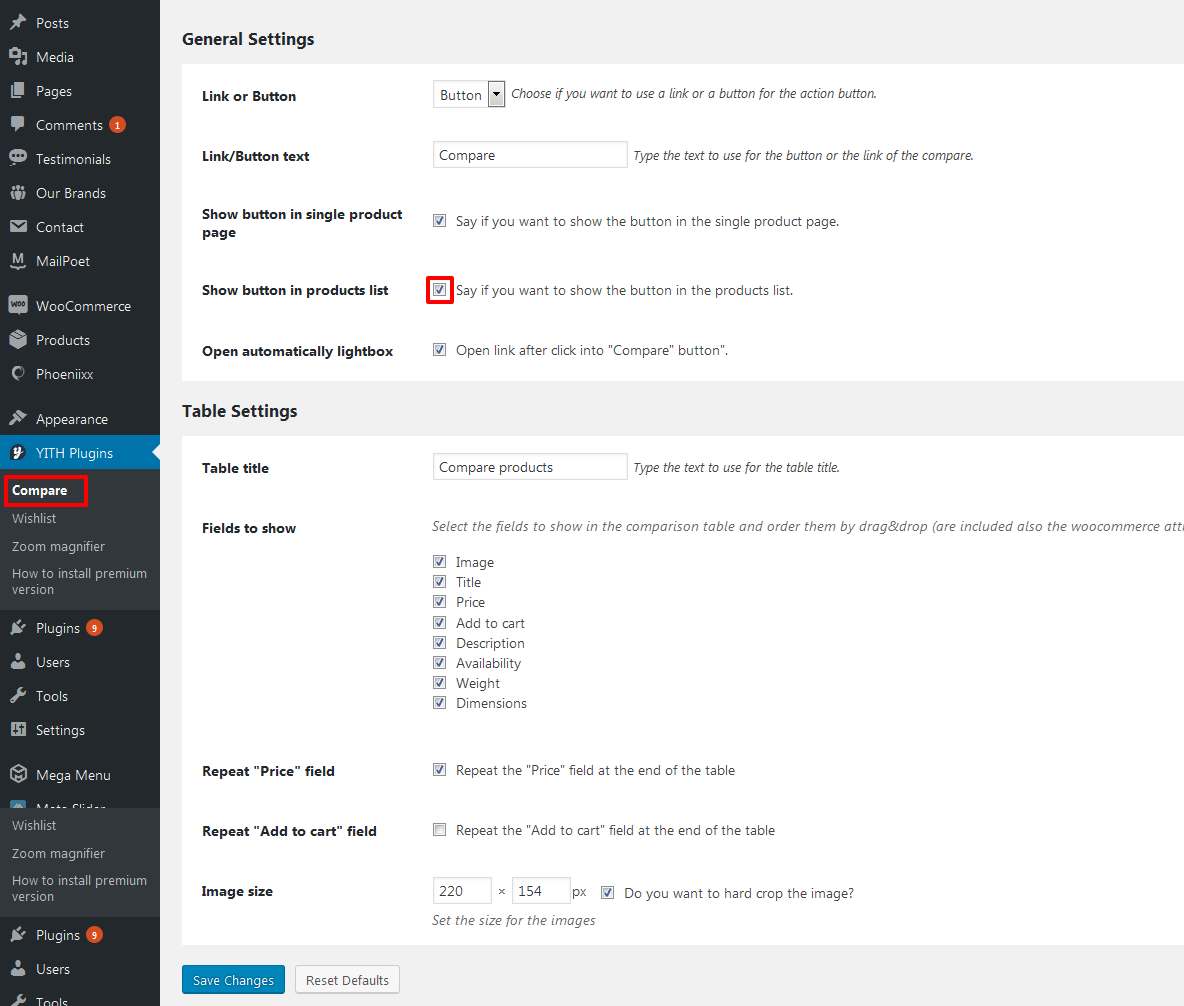 Posts
Media
Pages
Comments 1
Testimonials
Our Brands
Contact
MailPoet
WooCommerce
Products
Phoeniixx
Appearance
YITH Plugins
Compare
Wishlist
Zoom magnifier
How to install premium
version
Plugins 9
Users
Tools
Settings
Mega Menu
Meta Slider
Wishlist
Zoom magnifier
How to install premium
version
Plugins 9
Users
Tools
General Settings
Link or Button
Button Choose if you want to use a link or a button for the action button.
Link/Button text
Compare Type the text to use for the button or the link of the compare.
Show button in single product
page
Say if you want to show the button in the single product page.
Show button in products list
Say if you want to show the button in the products list.
Open automatically lightbox
Open link after click into "Compare" button".
Table Settings
Table title
Compare products Type the text to use for the table title.
Fields to show
Select the fields to show in the comparison table and order them by drag&drop (are included also the woocommerce attr
Image
Title
Price
Add to cart
Description
Availability
Weight
Dimensions
Repeat "Price" field
Repeat the "Price" field at the end of the table
Repeat "Add to cart" field
Repeat the "Add to cart" field at the end of the table
Image size
220 × 154 px Do you want to hard crop the image?
Set the size for the images
Save Changes Reset Defaults